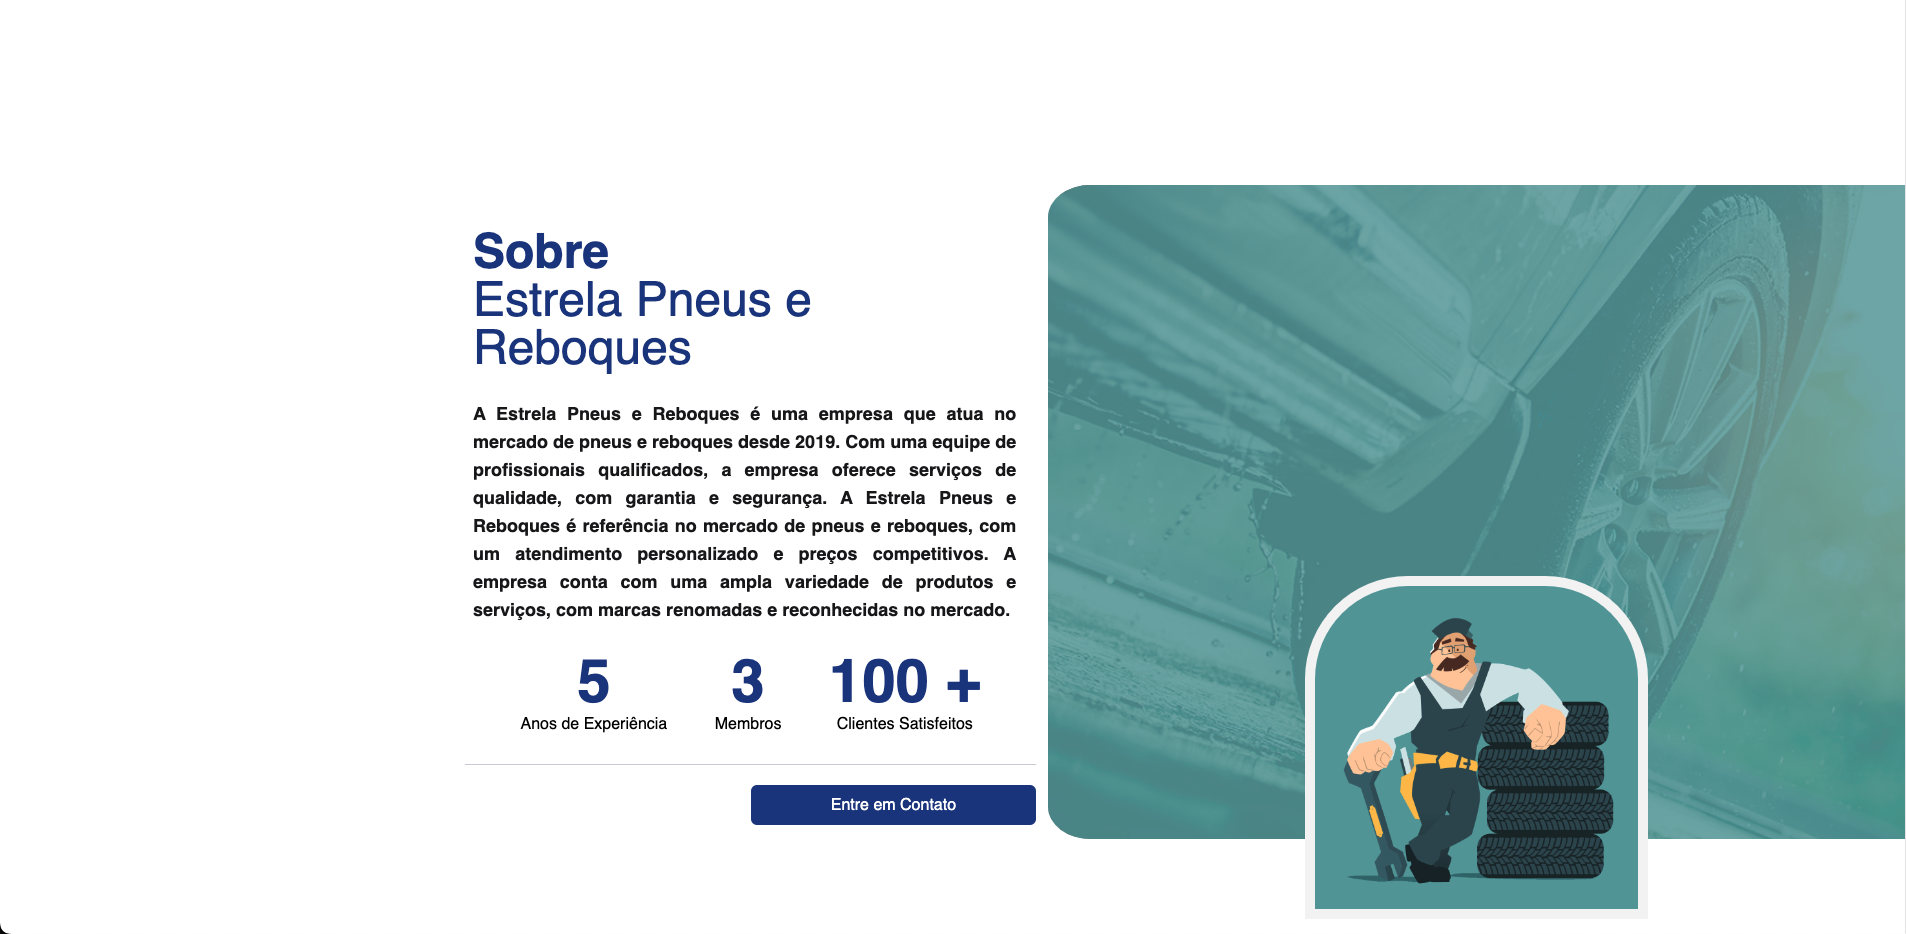 Sobre
Estrela Pneus e
Reboques
A Estrela Pneus e Reboques é uma empresa que atua no
mercado de pneus e reboques desde 2019. Com uma equipe de
profissionais qualificados, a empresa oferece serviços de
qualidade, com garantia e segurança. A Estrela Pneus e
Reboques é referência no mercado de pneus e reboques, com
um atendimento personalizado e preços competitivos. A
empresa conta com uma ampla variedade de produtos e
serviços, com marcas renomadas e reconhecidas no mercado.
5 3 100 +
Anos de Experiência Membros Clientes Satisfeitos
Entre em Contato